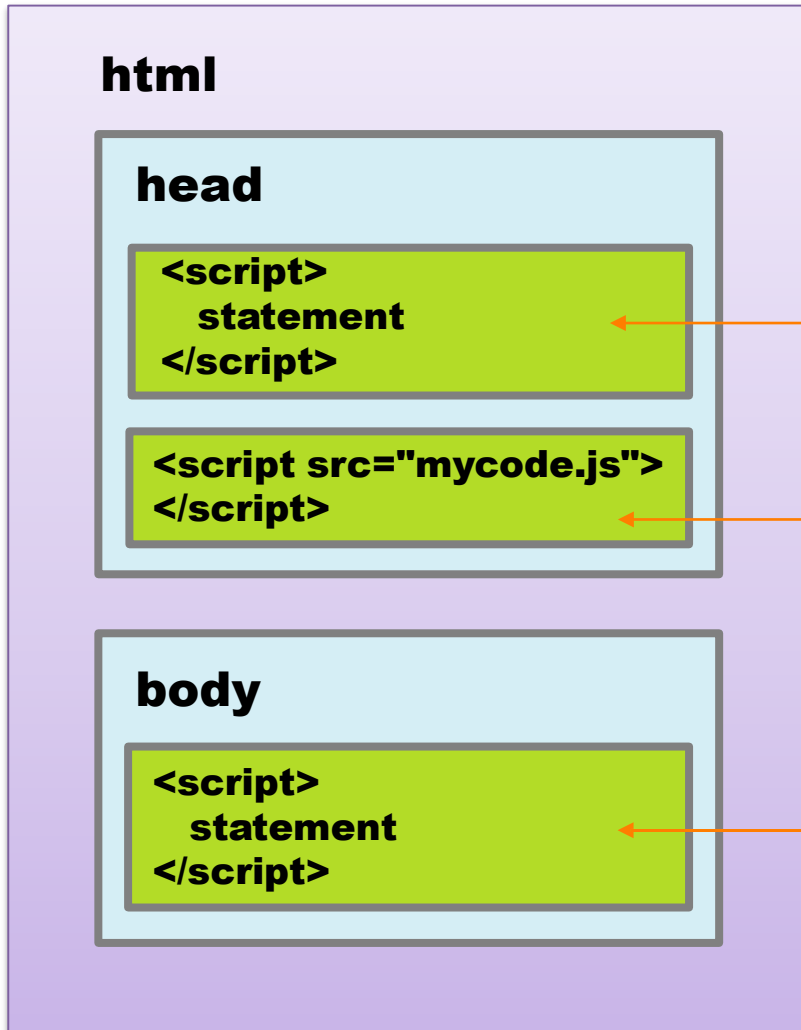 html
head
<script>
statement
</script>
<script src="mycode.js">
</script>
body
<script>
statement
</script>